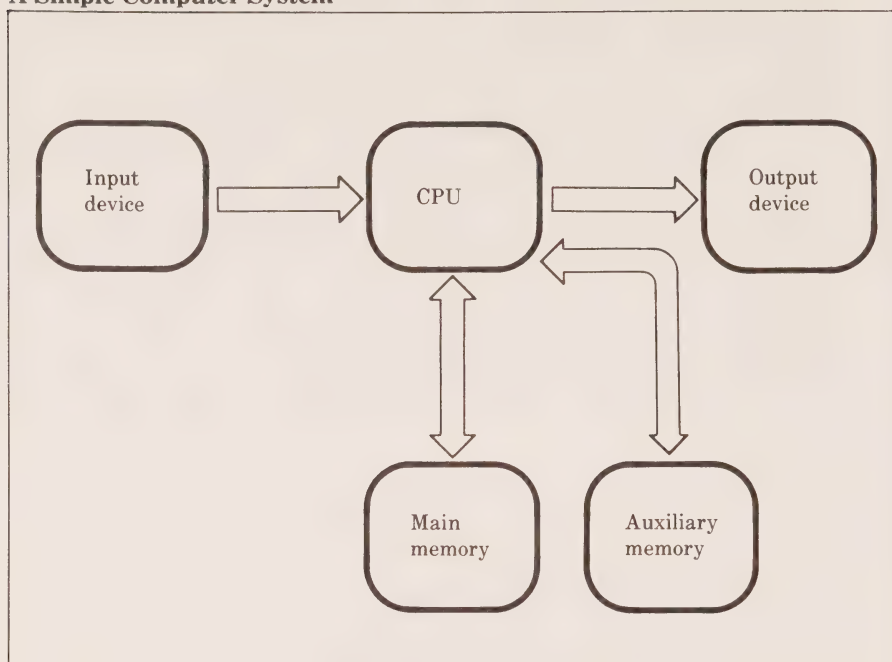 A Simple Computer System
Input
device
CPU
Output
device
Main
memory
Auxiliary
memory